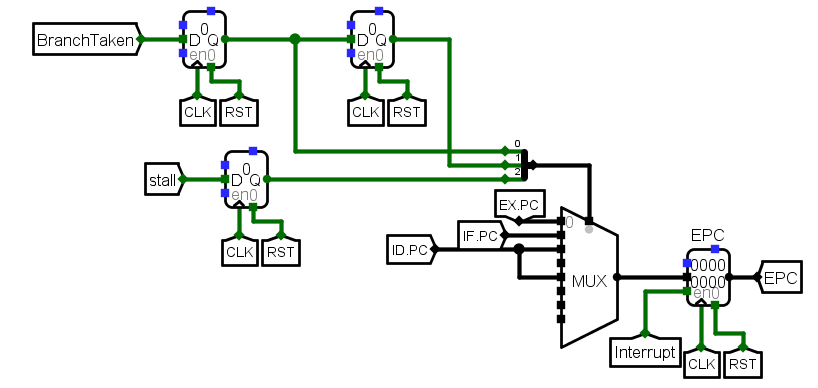 BranchTaken
D 0 Q
en0
D 0 Q
en0
CLK
RST
CLK
RST
0
1
2
stall
D 0 Q
en0
EX.PC
0
IF.PC
ID.PC
CLK
RST
MUX
EPC
0000
0000
en0
EPC
Interrupt
CLK
RST